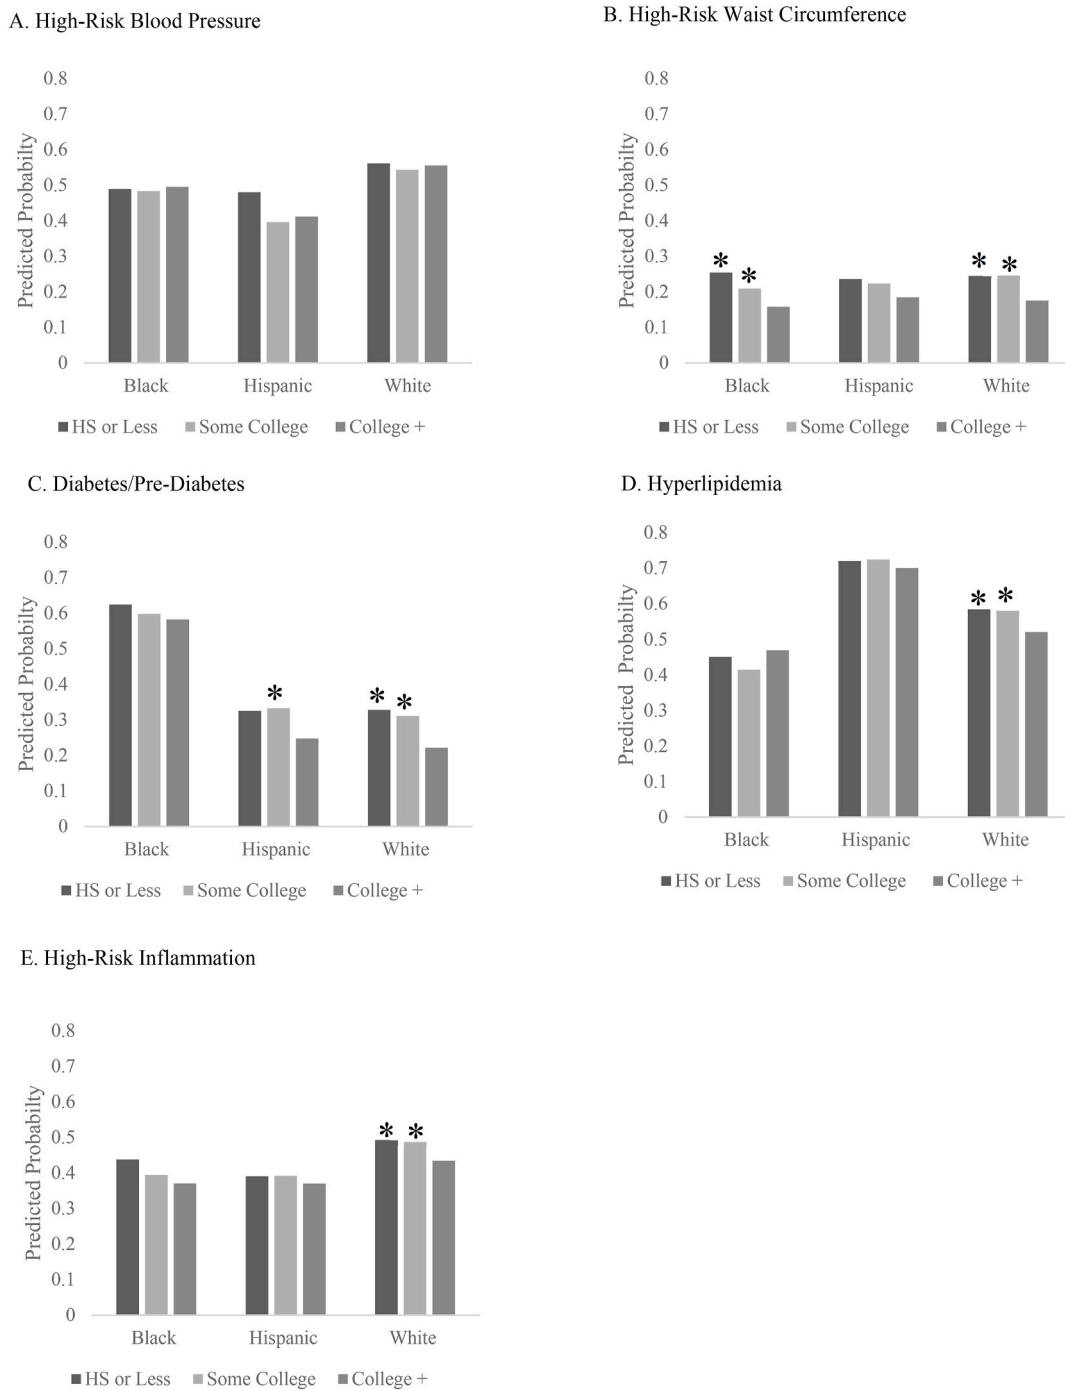 A. High-Risk Blood Pressure
0.8
0.7
0.6
0.5
0.4
0.3
0.2
0.1
0
Predicted Probabilty
Black Hispanic White
HS or Less Some College College +
B. High-Risk Waist Circumference
0.8
0.7
0.6
0.5
0.4
0.3
0.2
0.1
0
Predicted Probabilty
* * * *
Black Hispanic White
HS or Less Some College College +
C. Diabetes/Pre-Diabetes
0.8
0.7
0.6
0.5
0.4
0.3
0.2
0.1
0
Predicted Probabilty
* * *
Black Hispanic White
HS or Less Some College College +
D. Hyperlipidemia
0.8
0.7
0.6
0.5
0.4
0.3
0.2
0.1
0
Predicted Probabilty
* *
Black Hispanic White
HS or Less Some College College +
E. High-Risk Inflammation
0.8
0.7
0.6
0.5
0.4
0.3
0.2
0.1
0
Predicted Probabilty
* *
Black Hispanic White
HS or Less Some College College +